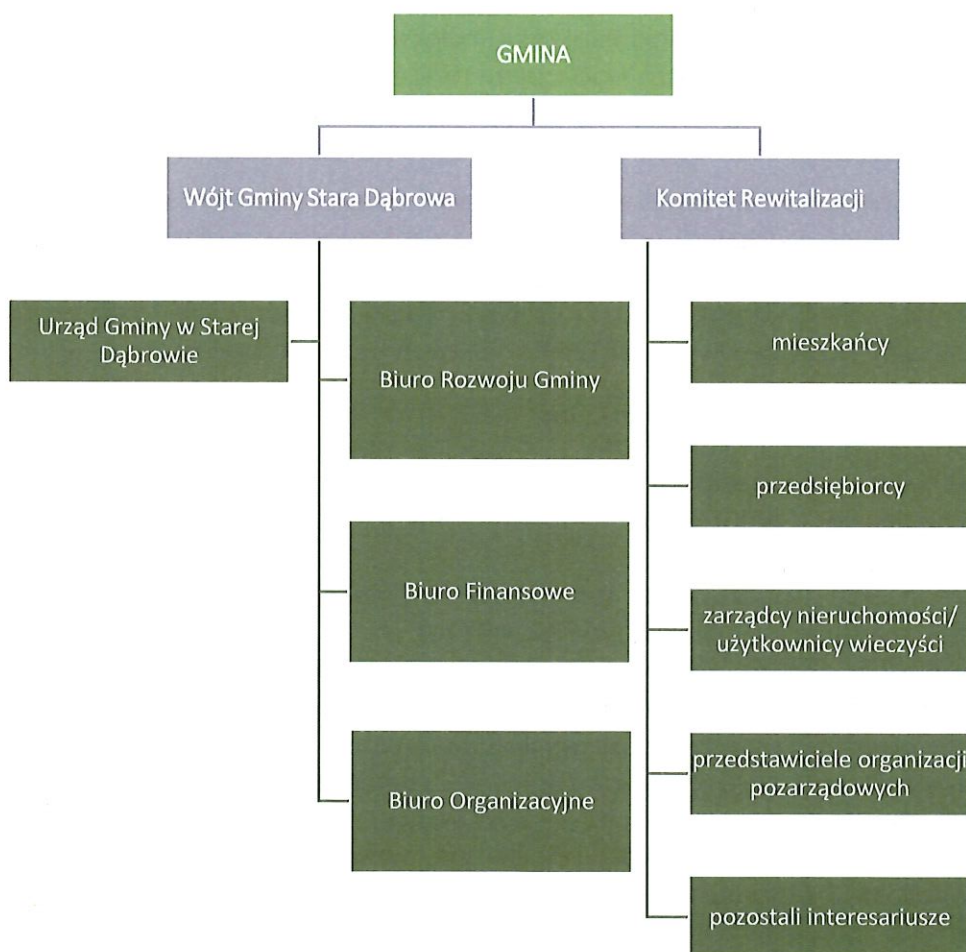 GMINA
Wójt Gminy Stara Dąbrowa
Komitet Rewitalizacji
Urząd Gminy w Starej
Dąbrowie
Biuro Rozwoju Gminy
Biuro Finansowe
Biuro Organizacyjne
mieszkańcy
przedsiębiorcy
zarządcy nieruchomości/
użytkownicy wieczyści
przedstawiciele organizacji
pozarządowych
pozostali interesariusze